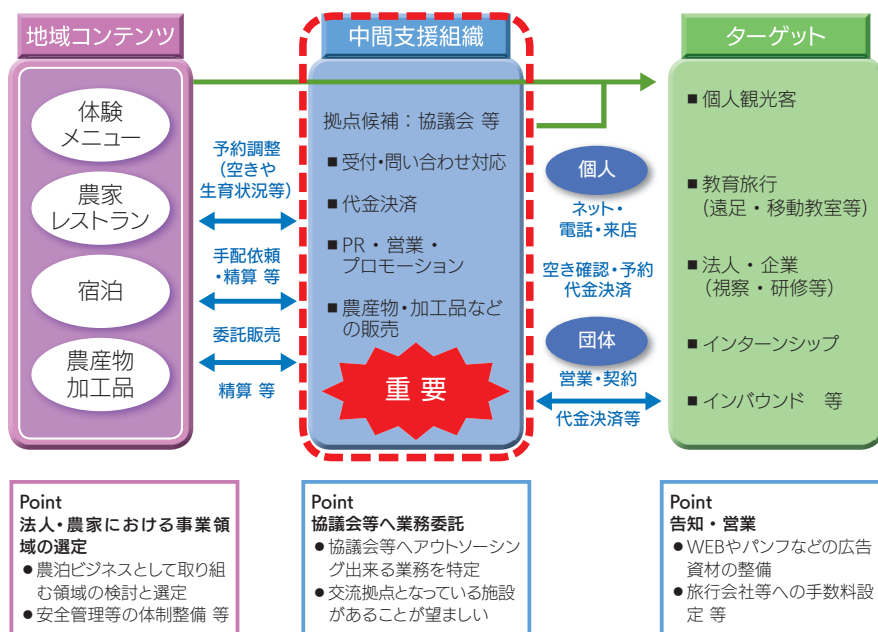 地域コンテンツ
体験
メニュー
農家
レストラン
宿泊
農産物
加工品
予約調整
(空きや
生育状況等)
手配依頼
・精算 等
委託販売
精算 等
中間支援組織
拠点候補：協議会 等
■ 受付・問い合わせ対応
■ 代金決済
■ PR・営業・
プロモーション
■ 農産物・加工品など
の販売
重要
個人
ネット・
電話・来店
空き確認・予約
代金決済
団体
営業・契約
代金決済等
ターゲット
■ 個人観光客
■ 教育旅行
(遠足・移動教室等)
■ 法人・企業
(視察・研修等)
■ インターンシップ
■ インバウンド 等
Point
法人・農家における事業領
域の選定
● 農泊ビジネスとして取り組
む領域の検討と選定
● 安全管理等の体制整備 等
Point
協議会等へ業務委託
● 協議会等へアウトソーシン
グ出来る業務を特定
● 交流拠点となっている施設
があることが望ましい
Point
告知・営業
● WEBやパンフなどの広告
資材の整備
● 旅行会社等への手数料設
定 等